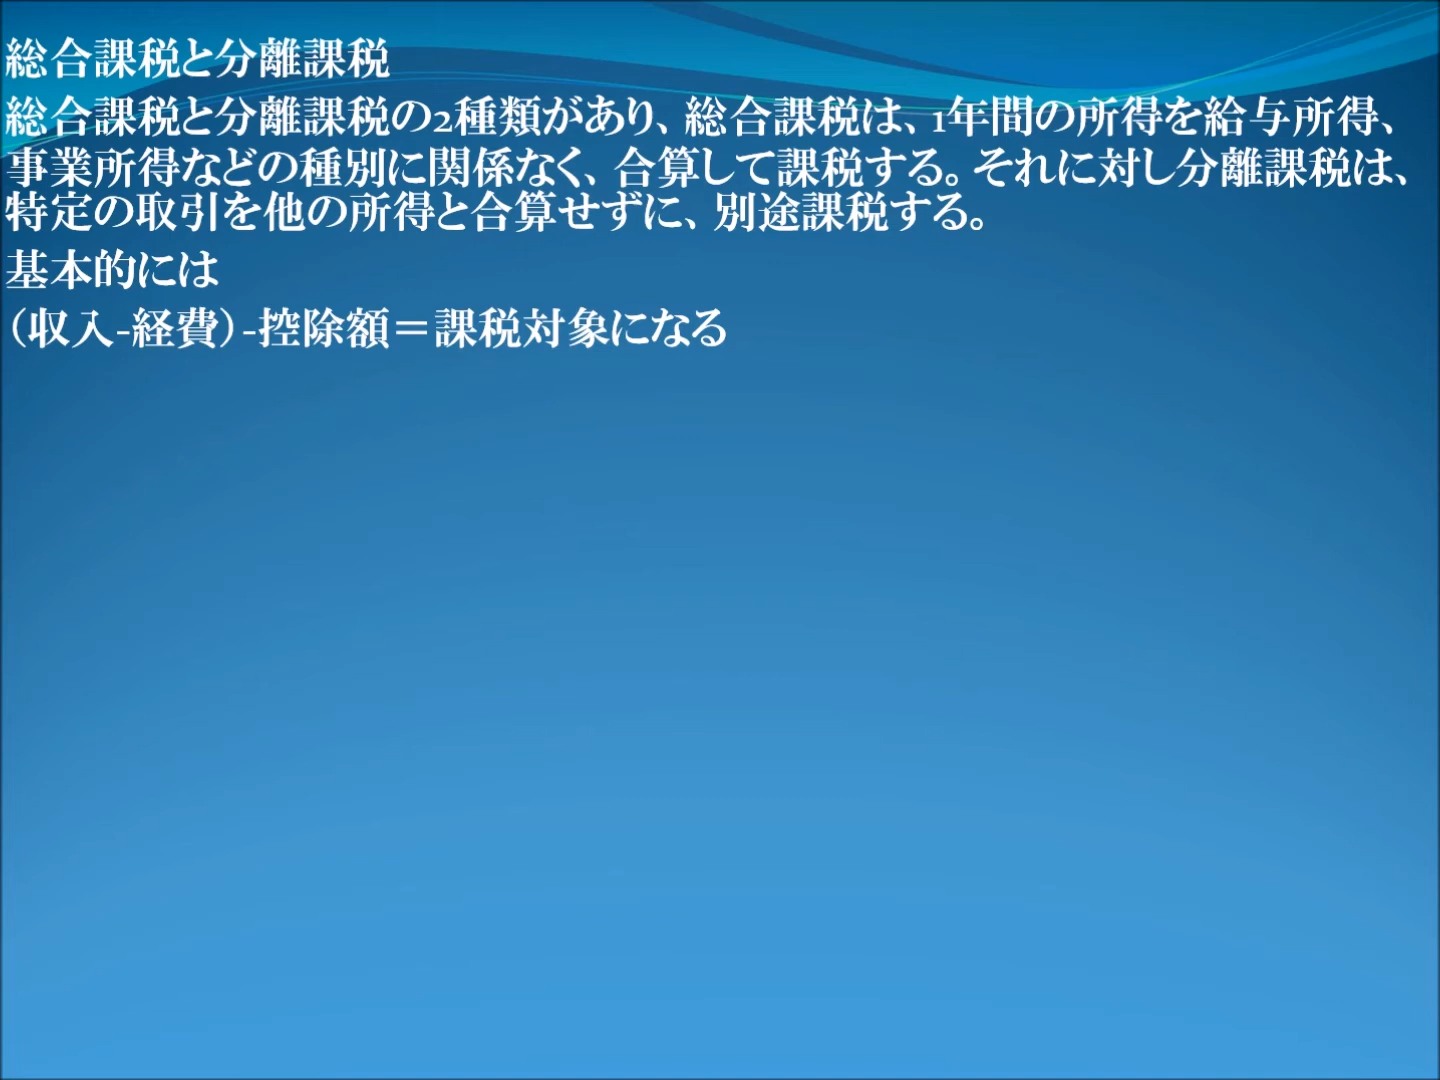 総合課税と分離課税
総合課税と分離課税の2種類があり、総合課税は、1年間の所得を給与所得、
事業所得などの種別に関係なく、合算して課税する。それに対し分離課税は、
特定の取引を他の所得と合算せずに、別途課税する。
基本的には
（収入-経費）-控除額＝課税対象になる